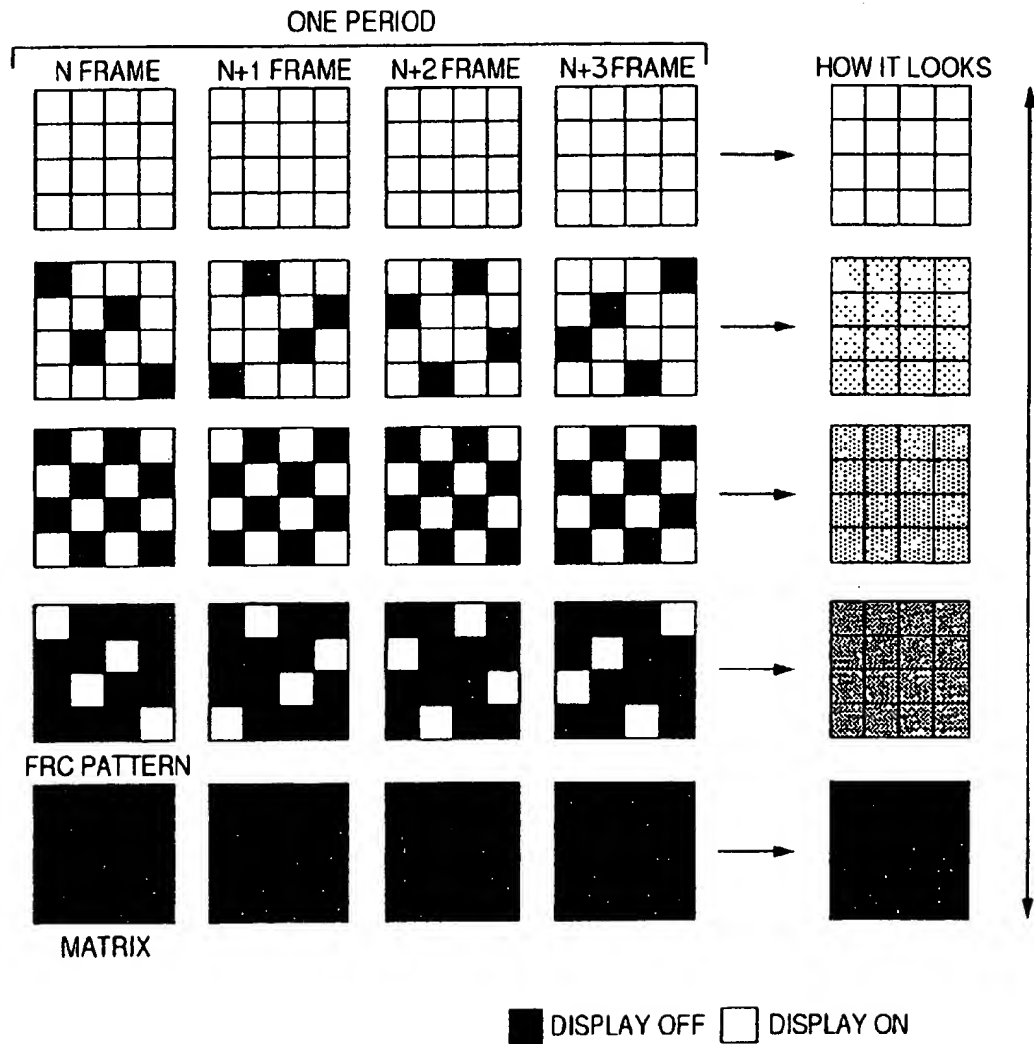 ONE PERIOD
N FRAME N+1 FRAME N+2 FRAME N+3 FRAME HOW IT LOOKS
FRC PATTERN
MATRIX
DISPLAY OFF DISPLAY ON